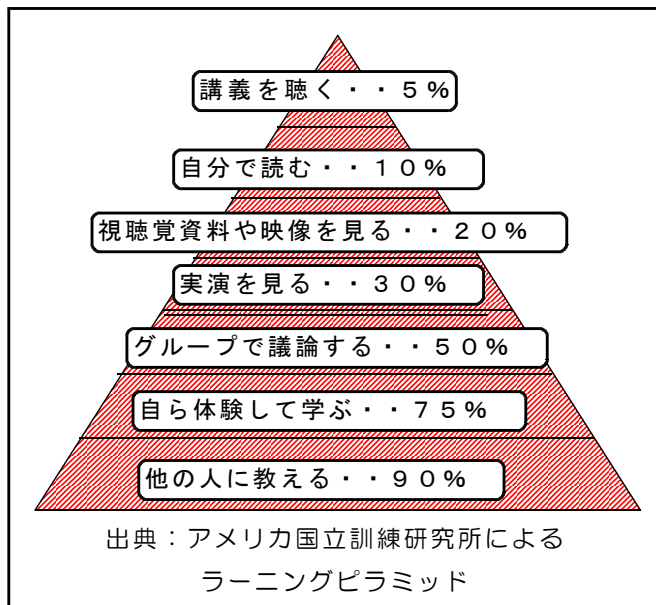 講義を聴く・・５%
自分で読む・・１０%
視聴覚資料や映像を見る・・２０%
実演を見る・・３０%
グループで議論する・・５０%
自ら体験して学ぶ・・７５%
他の人に教える・・９０%
出典：アメリカ国立訓練研究所による
ラーニングピラミッド